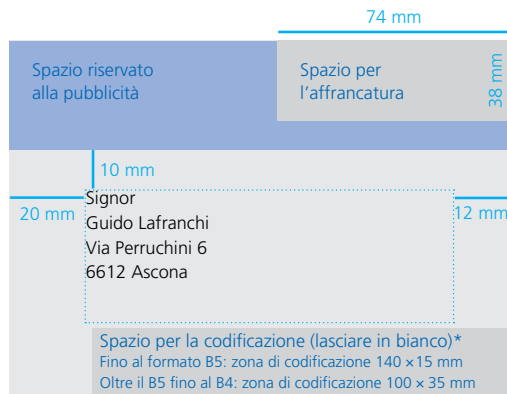 74 mm
Spazio riservato
alla pubblicità
Spazio per
l'affrancatura
38 mm
10 mm
20 mm
12 mm
Signor
Guido Lafranchi
Via Perruchini 6
6612 Ascona
Spazio per la codificazione (lasciare in bianco)*
Fino al formato B5: zona di codificazione 140 × 15 mm
Oltre il B5 fino al B4: zona di codificazione 100 × 35 mm